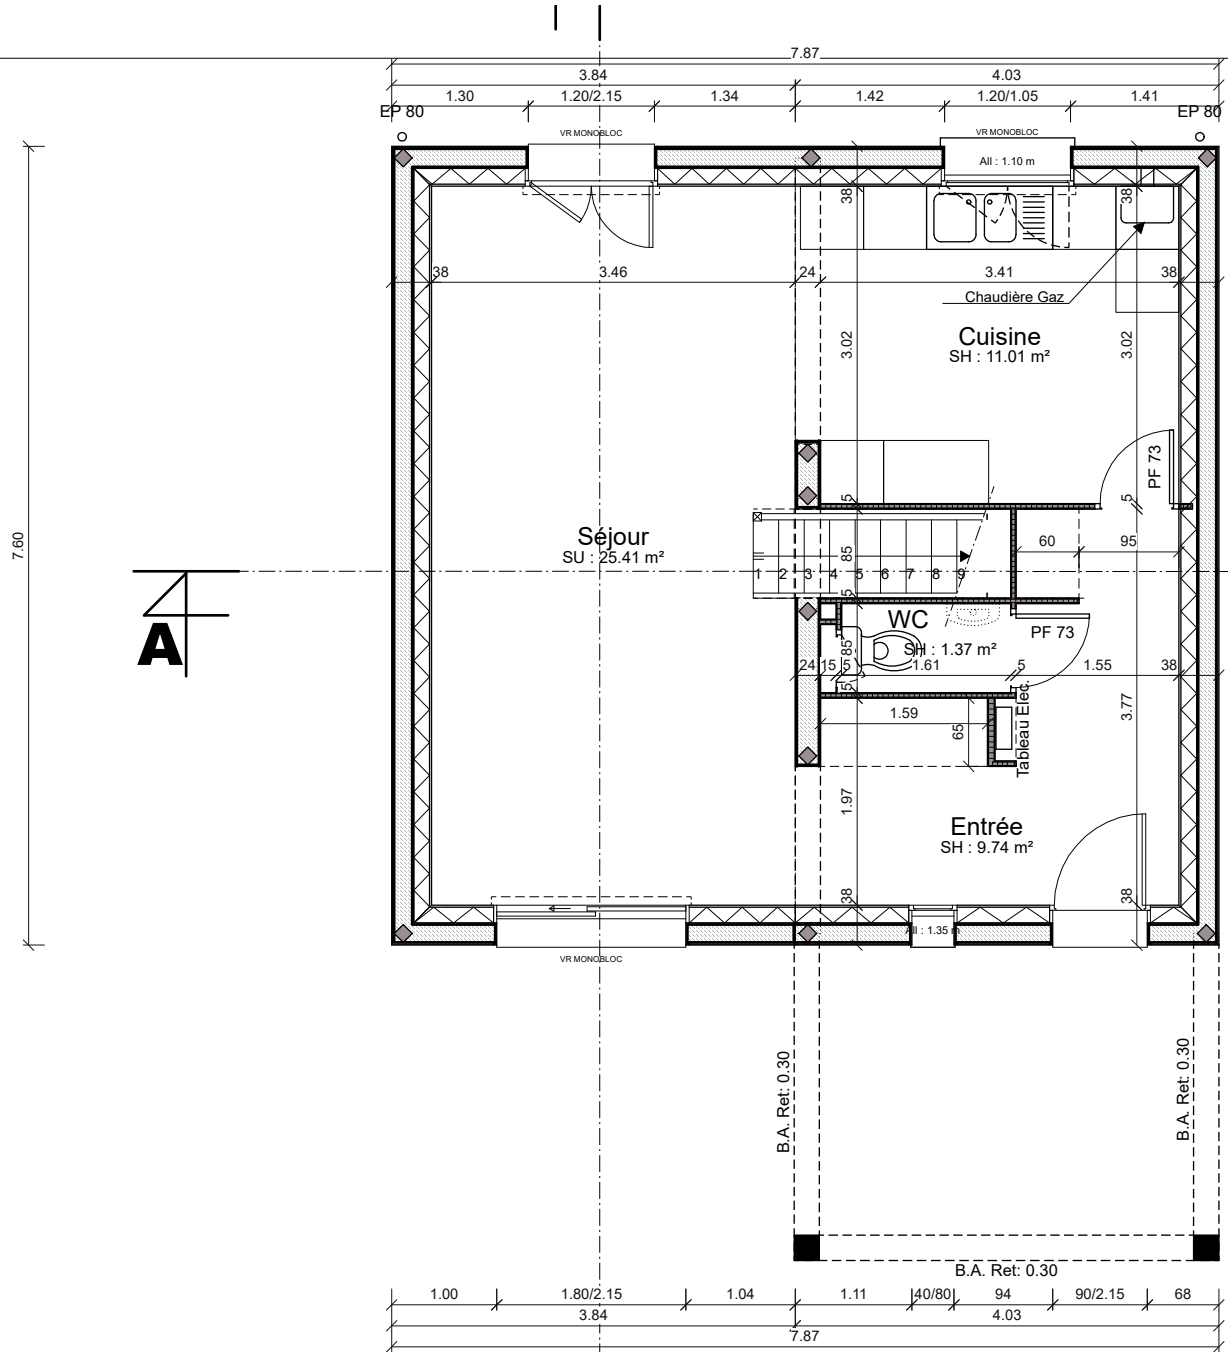 7.87
3.84 4.03
1.30 1.20/2.15 1.34 1.42 1.20/1.05 1.41
EP 80 EP 80
VR MONOBLOC VR MONOBLOC
All : 1.10 m
38 38
38 3.46 24 3.41 38
Chaudière Gaz
Cuisine
SH : 11.01 m²
3.02 3.02
PF 73
5 5
7.60
Séjour
SU : 25.41 m²
85
60 95
1 2 3 4 5 6 7 8 9
5
WC
SH : 1.37 m²
PF 73
85
24 15 5 1.61 5 1.55 38
5
1.59
65
Tableau Elec.
3.77
A
1.97
Entrée
SH : 9.74 m²
38 38
All : 1.35 m
VR MONOBLOC
B.A. Ret: 0.30
B.A. Ret: 0.30
B.A. Ret: 0.30
1.00 1.80/2.15 1.04 1.11 40/80 94 90/2.15 68
3.84 4.03
7.87